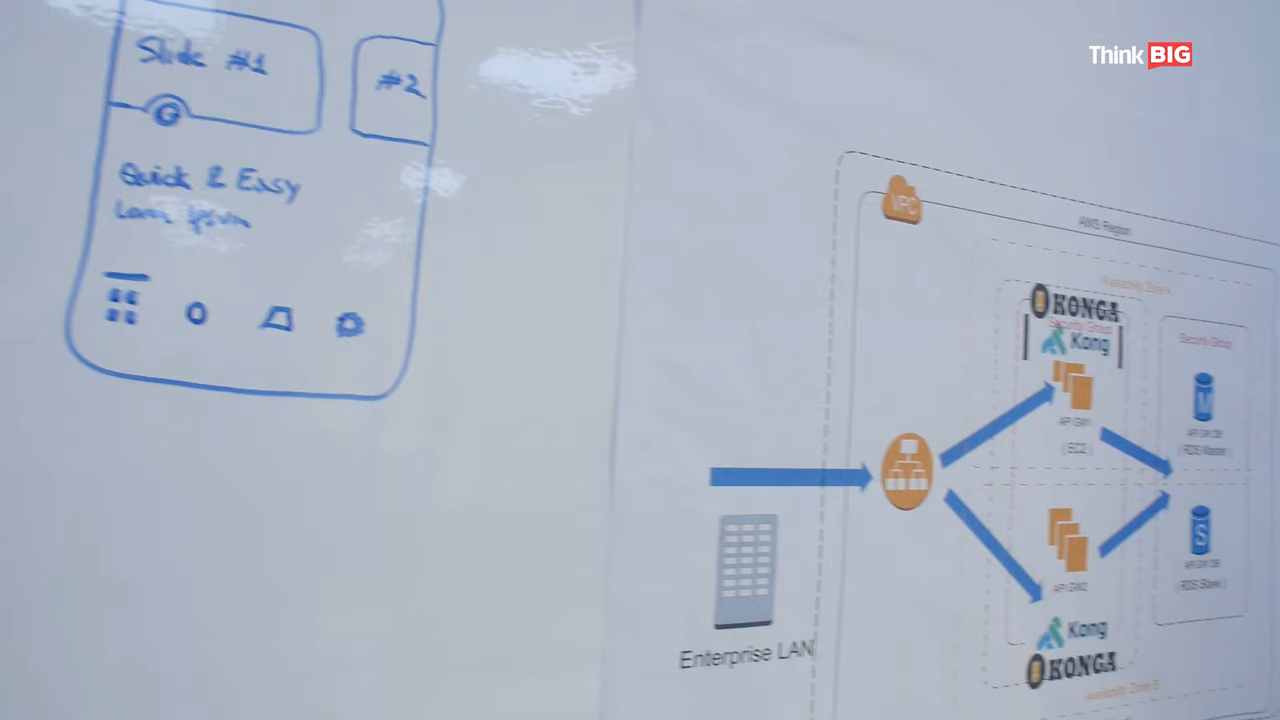 Think BIG
Slide #1
#2
Quick & Easy
VPC
AWS Region
Availability Zone A
KONGA
Security Group
Kong
API GW1
( EC2 )
Security Group
M
API GW DB
( RDS Master )
S
API GW DB
( RDS Slave )
API GW2
Kong
KONGA
Availability Zone B
Enterprise LAN